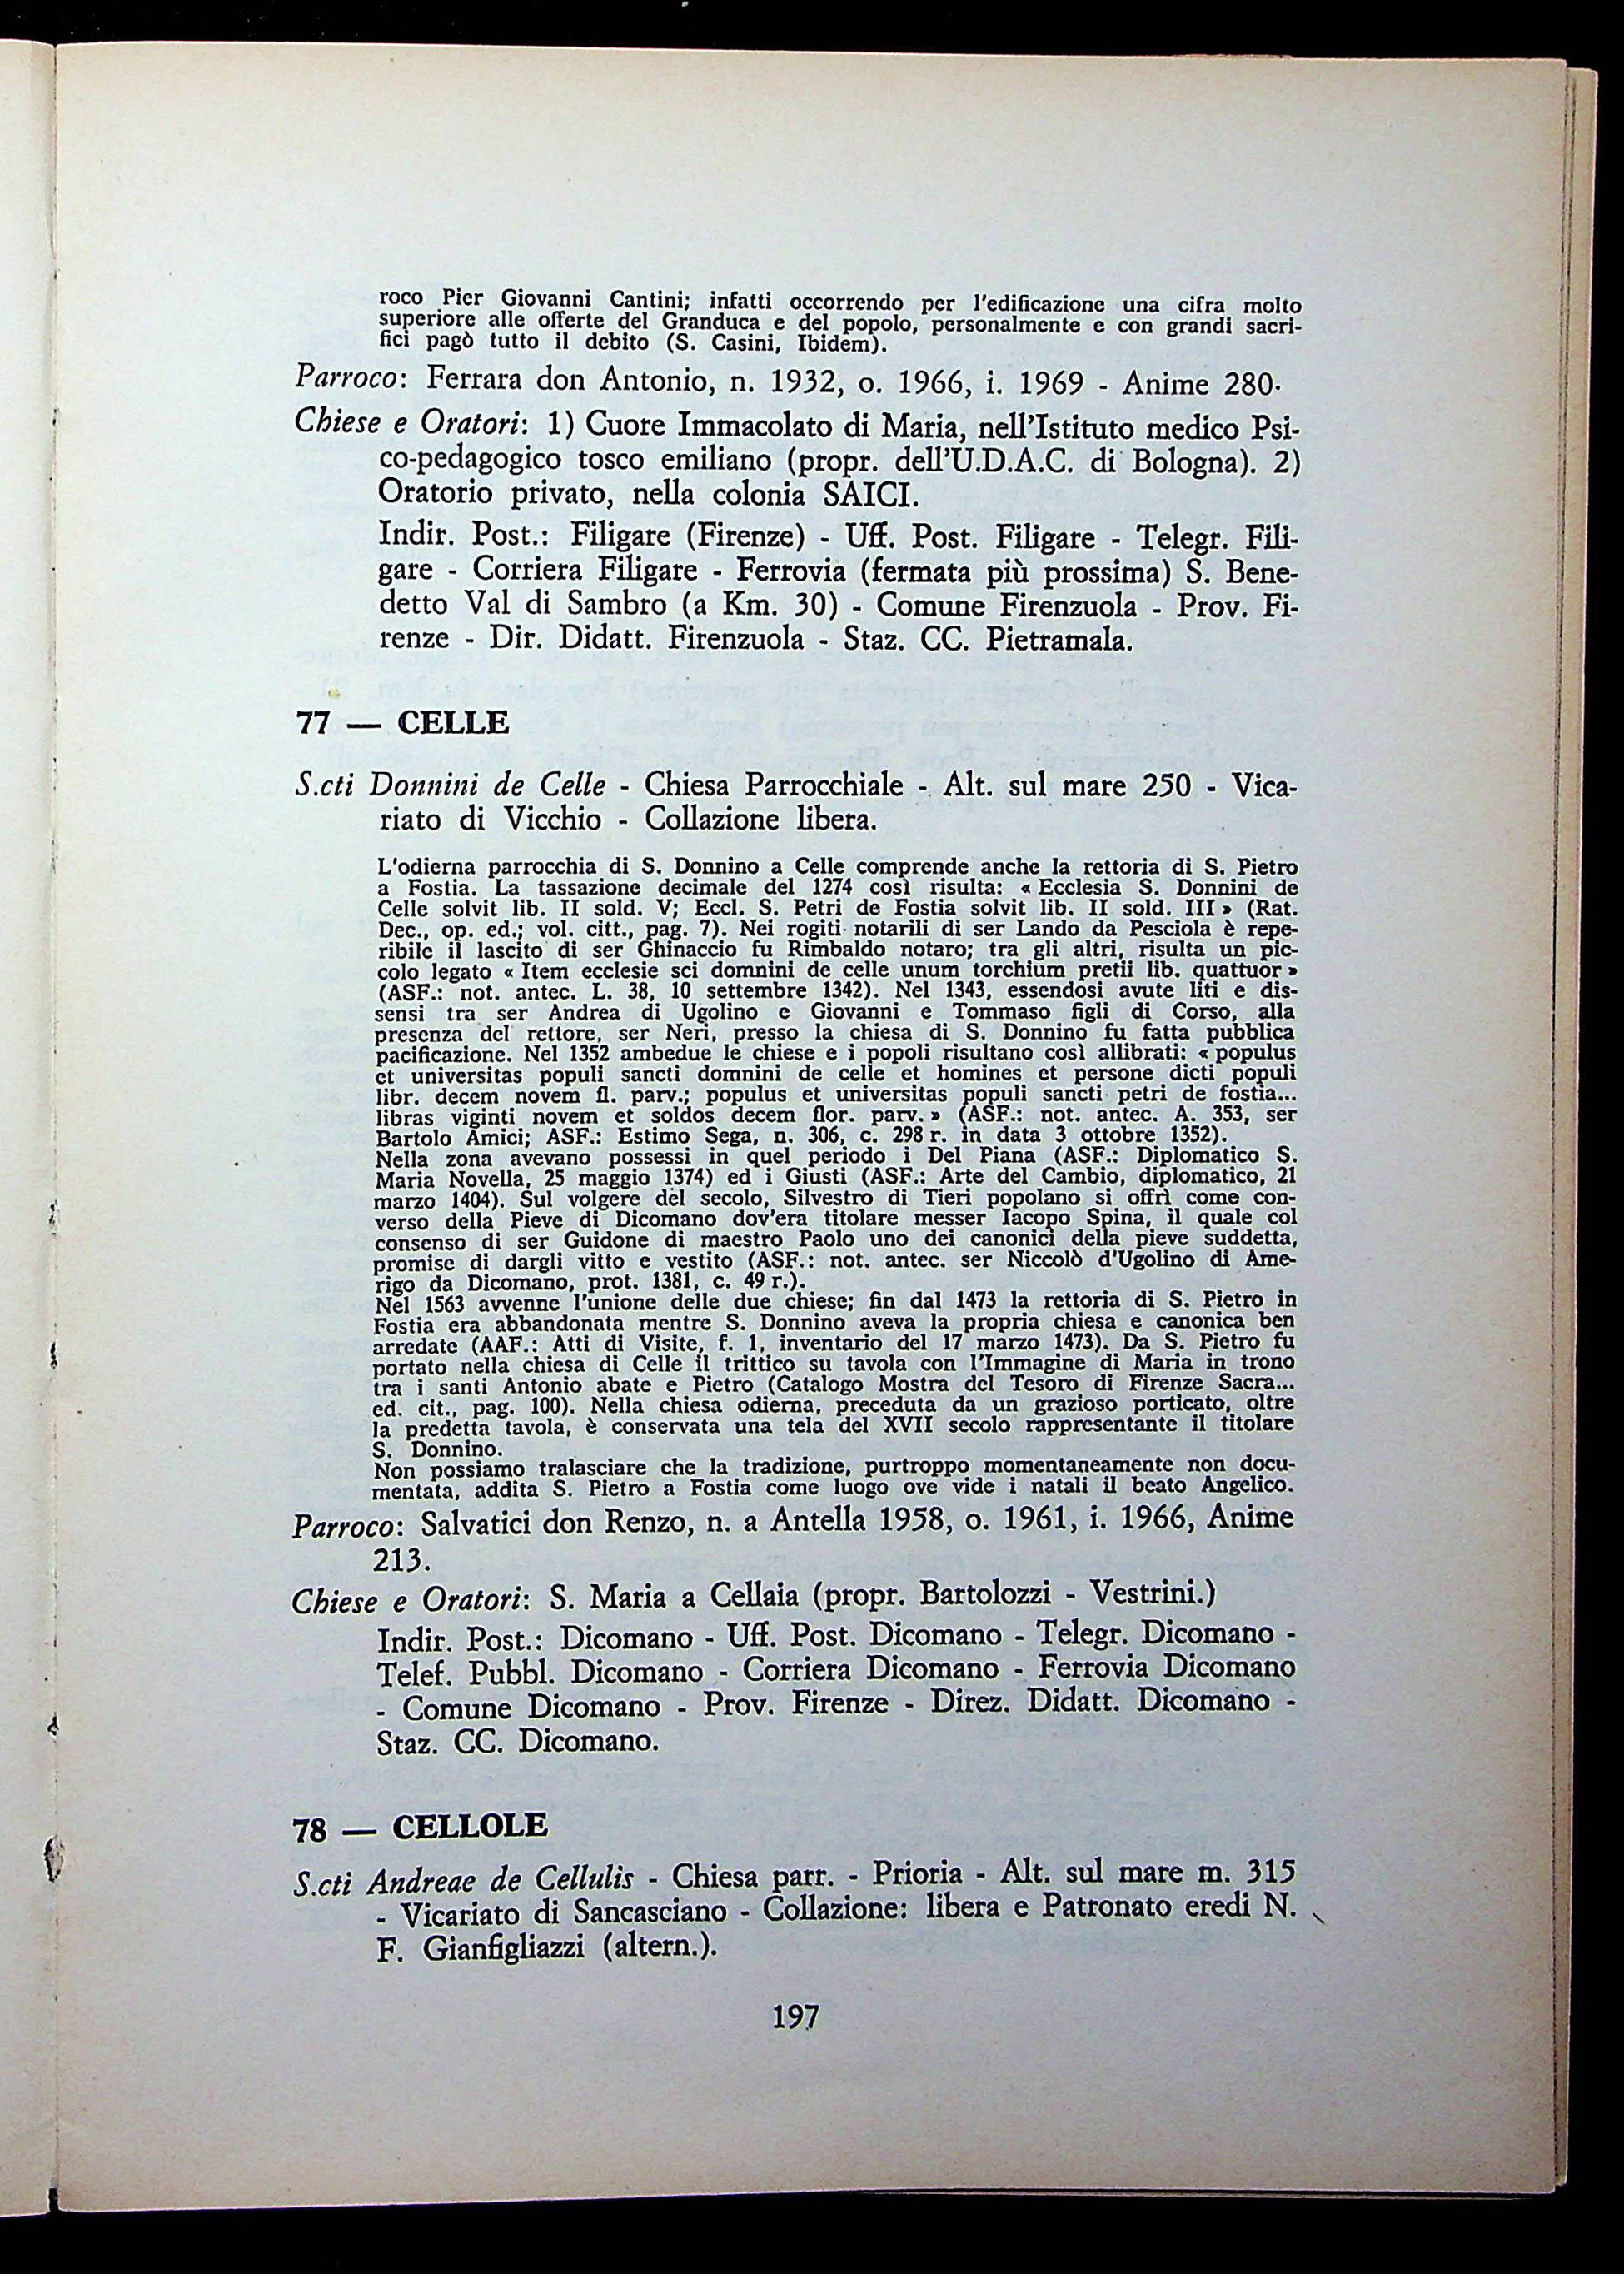 roco Pier Giovanni Cantini; infatti occorrendo per l'edificazione una cifra molto
superiore alle offerte del Granduca e del popolo, personalmente e con grandi sacri-
fici pagò tutto il debito (S. Casini, Ibidem).
Parroco: Ferrara don Antonio, n. 1932, o. 1966, i. 1969 - Anime 280.
Chiese e Oratori: 1) Cuore Immacolato di Maria, nell'Istituto medico Psi-
co-pedagogico tosco emiliano (propr. dell'U.D.A.C. di Bologna). 2)
Oratorio privato, nella colonia SAICI.
Indir. Post.: Filigare (Firenze) - Uff. Post. Filigare - Telegr. Fili-
gare - Corriera Filigare - Ferrovia (fermata più prossima) S. Bene-
detto Val di Sambro (a Km. 30) - Comune Firenzuola - Prov. Fi-
renze - Dir. Didatt. Firenzuola - Staz. CC. Pietramala.
77 — CELLE
S.cti Donnini de Celle - Chiesa Parrocchiale - Alt. sul mare 250 - Vica-
riato di Vicchio - Collazione libera.
L'odierna parrocchia di S. Donnino a Celle comprende anche la rettoria di S. Pietro
a Fostia. La tassazione decimale del 1274 così risulta: « Ecclesia S. Donnini de
Celle solvit lib. II sold. V; Eccl. S. Petri de Fostia solvit lib. II sold. III » (Rat.
Dec., op. ed.; vol. citt., pag. 7). Nei rogiti notarili di ser Lando da Pesciola è repe-
ribile il lascito di ser Ghinaccio fu Rimbaldo notaro; tra gli altri, risulta un pic-
colo legato « Item ecclesie sci domnini de celle unum torchium pretii lib. quattuor »
(ASF.: not. antec. L. 38, 10 settembre 1342). Nel 1343, essendosi avute liti e dis-
sensi tra ser Andrea di Ugolino e Giovanni e Tommaso figli di Corso, alla
presenza del rettore, ser Neri, presso la chiesa di S. Donnino fu fatta pubblica
pacificazione. Nel 1352 ambedue le chiese e i popoli risultano così allibrati: « populus
et universitas populi sancti domnini de celle et homines et persone dicti populi
libr. decem novem fl. parv.; populus et universitas populi sancti petri de fostia...
libras viginti novem et soldos decem flor. parv. » (ASF.: not. antec. A. 353, ser
Bartolo Amici; ASF.: Estimo Sega, n. 306, c. 298 r. in data 3 ottobre 1352).
Nella zona avevano possessi in quel periodo i Del Piana (ASF.: Diplomatico S.
Maria Novella, 25 maggio 1374) ed i Giusti (ASF.: Arte del Cambio, diplomatico, 21
marzo 1404). Sul volgere del secolo, Silvestro di Tieri popolano si offrì come con-
verso della Pieve di Dicomano dov'era titolare messer Iacopo Spina, il quale col
consenso di ser Guidone di maestro Paolo uno dei canonici della pieve suddetta,
promise di dargli vitto e vestito (ASF.: not. antec. ser Niccolò d'Ugolino di Ame-
rigo da Dicomano, prot. 1381, c. 49 r.).
Nel 1563 avvenne l'unione delle due chiese; fin dal 1473 la rettoria di S. Pietro in
Fostia era abbandonata mentre S. Donnino aveva la propria chiesa e canonica ben
arredate (AAF.: Atti di Visite, f. 1, inventario del 17 marzo 1473). Da S. Pietro fu
portato nella chiesa di Celle il trittico su tavola con l'Immagine di Maria in trono
tra i santi Antonio abate e Pietro (Catalogo Mostra del Tesoro di Firenze Sacra...
ed. cit., pag. 100). Nella chiesa odierna, preceduta da un grazioso porticato, oltre
la predetta tavola, è conservata una tela del XVII secolo rappresentante il titolare
S. Donnino.
Non possiamo tralasciare che la tradizione, purtroppo momentaneamente non docu-
mentata, addita S. Pietro a Fostia come luogo ove vide i natali il beato Angelico.
Parroco: Salvatici don Renzo, n. a Antella 1958, o. 1961, i. 1966, Anime
213.
Chiese e Oratori: S. Maria a Cellaia (propr. Bartolozzi - Vestrini.)
Indir. Post.: Dicomano - Uff. Post. Dicomano - Telegr. Dicomano -
Telef. Pubbl. Dicomano - Corriera Dicomano - Ferrovia Dicomano
- Comune Dicomano - Prov. Firenze - Direz. Didatt. Dicomano -
Staz. CC. Dicomano.
78 — CELLOLE
S.cti Andreae de Cellulis - Chiesa parr. - Prioria - Alt. sul mare m. 315
- Vicariato di Sancasciano - Collazione: libera e Patronato eredi N.
F. Gianfigliazzi (altern.).
197